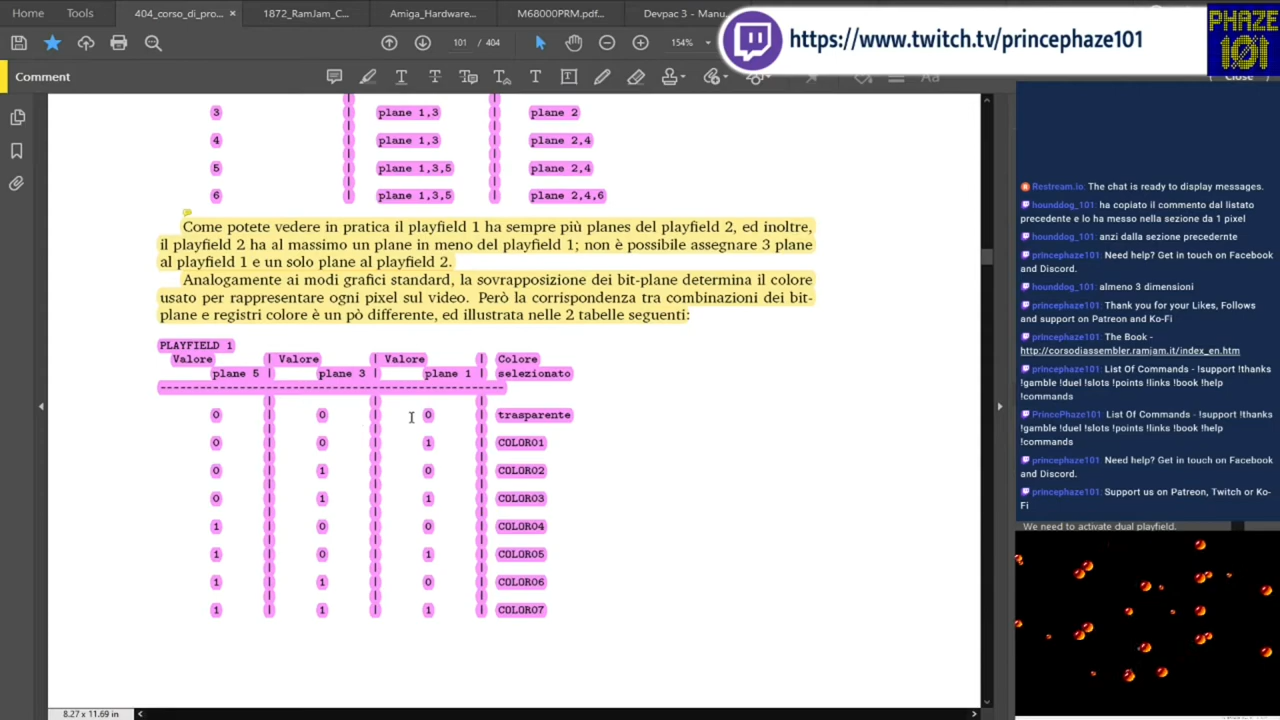 Home Tools 404_corso_di_pro... × 1872_RamJam_C... Amiga_Hardware... M68000PRM.pdf... Devpac 3 - Manu...
https://www.twitch.tv/princephaze101
PHAZE
101
101 / 404 154%
Comment
Close
3 | plane 1,3 | plane 2
4 | plane 1,3 | plane 2,4
5 | plane 1,3,5 | plane 2,4
6 | plane 1,3,5 | plane 2,4,6
Come potete vedere in pratica il playfield 1 ha sempre più planes del playfield 2, ed inoltre,
il playfield 2 ha al massimo un plane in meno del playfield 1; non è possibile assegnare 3 plane
al playfield 1 e un solo plane al playfield 2.
Analogamente ai modi grafici standard, la sovrapposizione dei bit-plane determina il colore
usato per rappresentare ogni pixel sul video. Però la corrispondenza tra combinazioni dei bit-
plane e registri colore è un pò differente, ed illustrata nelle 2 tabelle seguenti:
PLAYFIELD 1
Valore | Valore | Valore | Colore
plane 5 | plane 3 | plane 1 | selezionato
----------------------------------------------------
0 | 0 | 0 | trasparente
0 | 0 | 1 | COLOR01
0 | 1 | 0 | COLOR02
0 | 1 | 1 | COLOR03
1 | 0 | 0 | COLOR04
1 | 0 | 1 | COLOR05
1 | 1 | 0 | COLOR06
1 | 1 | 1 | COLOR07
8.27 x 11.69 in
Restream.io: The chat is ready to display messages.
hounddog_1: ha copiato il commento dal listato
precedente e lo ha messo nella sezione da 1 pixel
hounddog_1: anzi dalla sezione precedernte
princephaze101: Need help? Get in touch on Facebook
and Discord.
hounddog_1: almeno 3 dimensioni
princephaze101: Thank you for your Likes, Follows
and support on Patreon and Ko-Fi
princephaze101: The Book -
http://corsodiassembler.ramjam.it/index_en.htm
princephaze101: List Of Commands - !support !thanks
!gamble !duel !slots !points !links !book !help
!commands
PrincePhaze101: List Of Commands - !support !thanks
!gamble !duel !slots !points !links !book !help
!commands
princephaze101: Need help? Get in touch on Facebook
and Discord.
princephaze101: Support us on Patreon, Twitch or Ko-
Fi
We need to activate dual playfield.